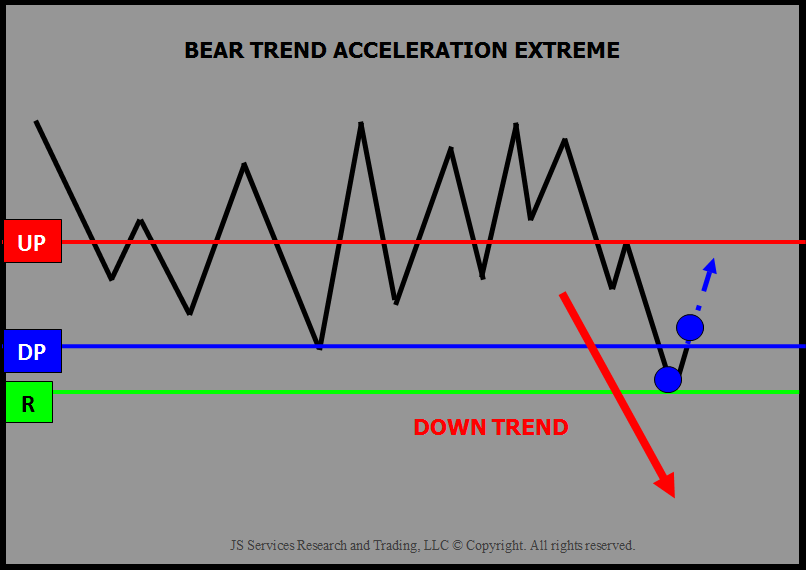 BEAR TREND ACCELERATION EXTREME
UP
DP
R
DOWN TREND
JS Services Research and Trading, LLC © Copyright. All rights reserved.